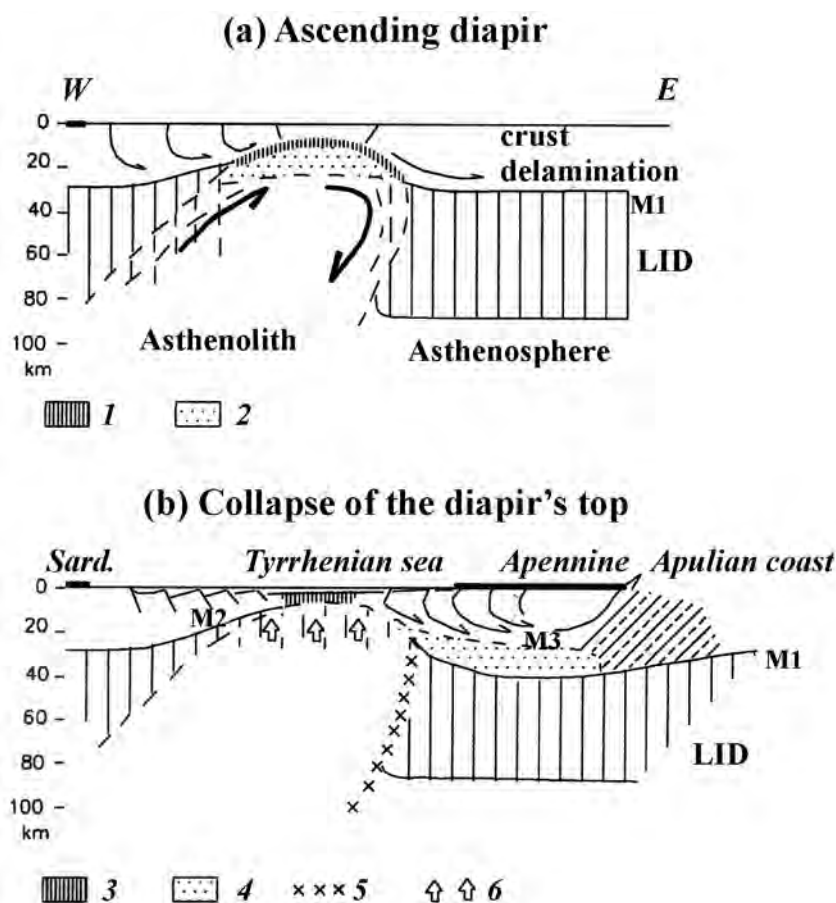 (a) Ascending diapir
W E
0
crust
20
delamination
40
M1
60
LID
80
Asthenolith Asthenosphere
100
km
1 2
(b) Collapse of the diapir's top
Sard. Tyrrhenian sea Apennine Apulian coast
0
M2
20
M3
M1
40
60
LID
80
100
km
3 4 5 6